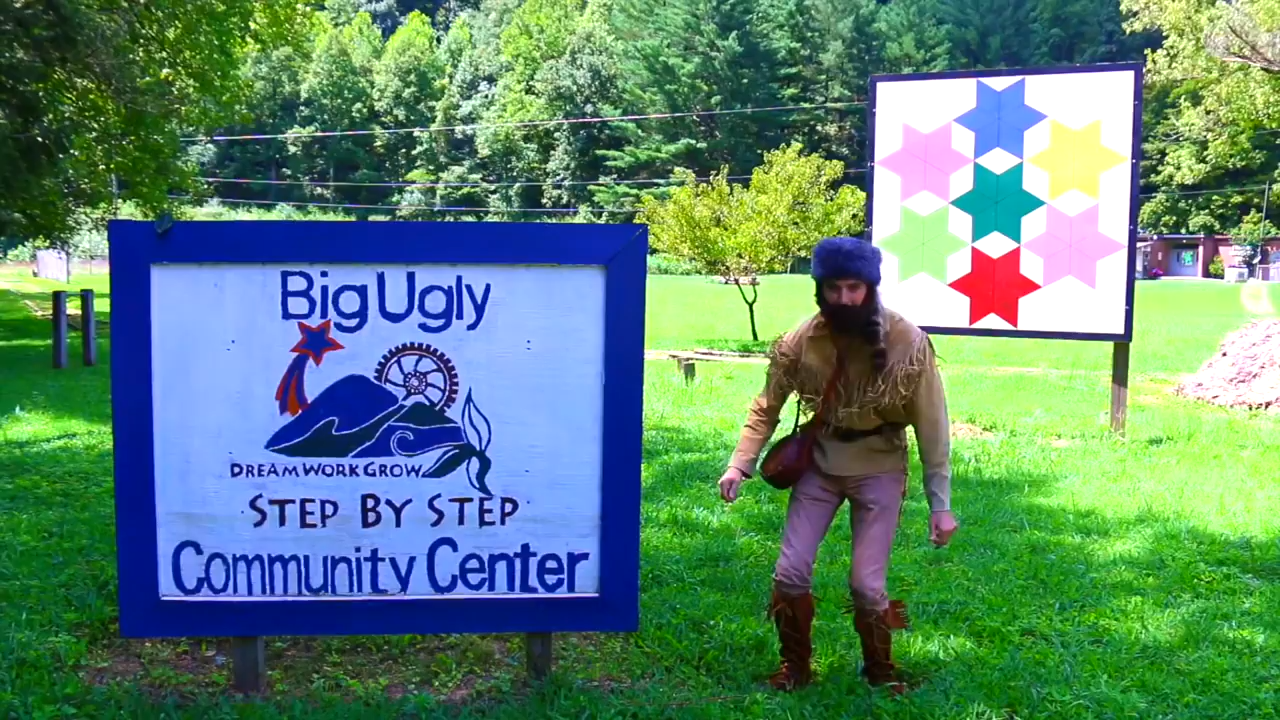 Big Ugly
DREAM WORK GROW
STEP BY STEP
Community Center